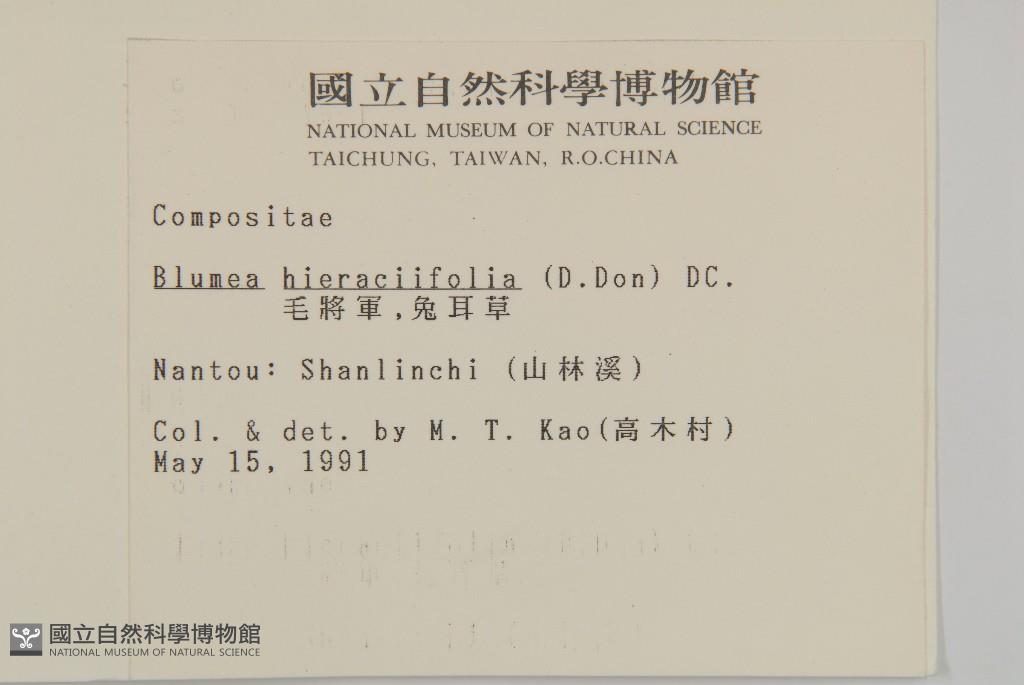 國立自然科學博物館
NATIONAL MUSEUM OF NATURAL SCIENCE
TAICHUNG, TAIWAN, R.O.CHINA
Compositae
Blumea hieraciifolia (D.Don) DC.
毛將軍,兔耳草
Nantou: Shanlinchi (山林溪)
Col. & det. by M. T. Kao(高木村)
May 15, 1991
國立自然科學博物館
NATIONAL MUSEUM OF NATURAL SCIENCE